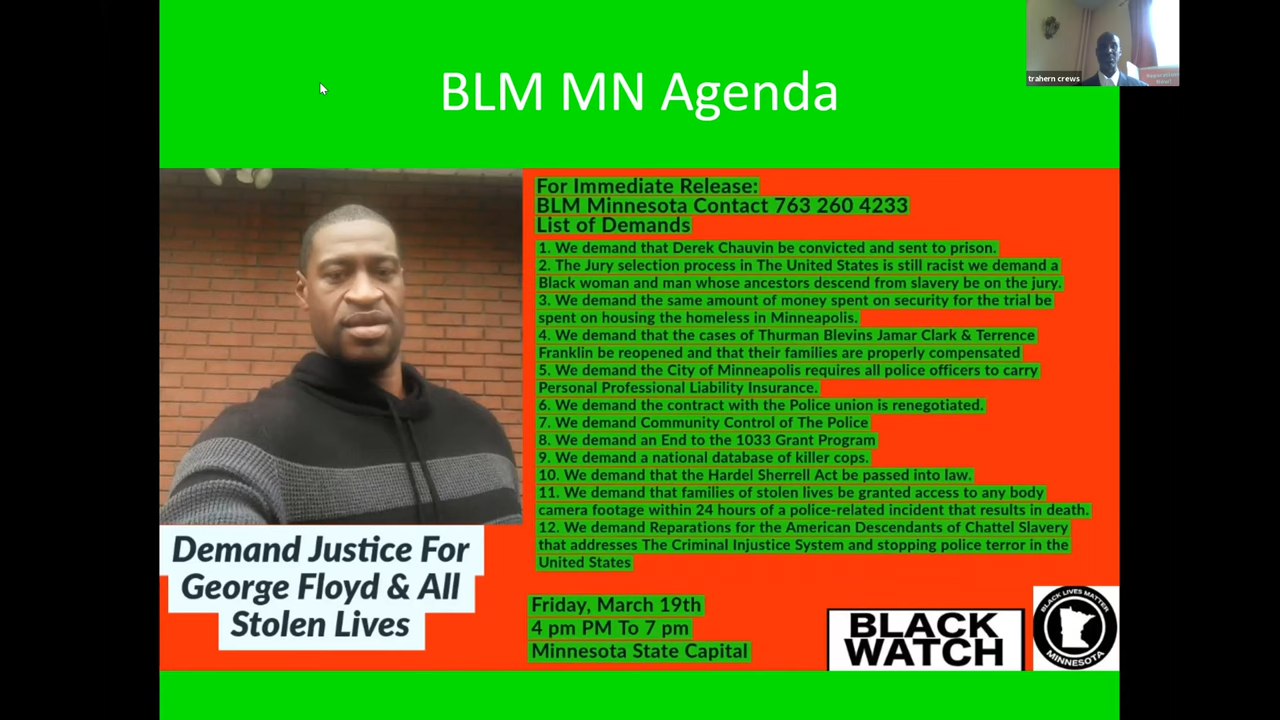 BLM MN Agenda
trahern crews
Reparations
Now!
For Immediate Release:
BLM Minnesota Contact 763 260 4233
List of Demands
1. We demand that Derek Chauvin be convicted and sent to prison.
2. The Jury selection process in The United States is still racist we demand a
Black woman and man whose ancestors descend from slavery be on the jury.
3. We demand the same amount of money spent on security for the trial be
spent on housing the homeless in Minneapolis.
4. We demand that the cases of Thurman Blevins Jamar Clark & Terrence
Franklin be reopened and that their families are properly compensated
5. We demand the City of Minneapolis requires all police officers to carry
Personal Professional Liability Insurance.
6. We demand the contract with the Police union is renegotiated.
7. We demand Community Control of The Police
8. We demand an End to the 1033 Grant Program
9. We demand a national database of killer cops.
10. We demand that the Hardel Sherrell Act be passed into law.
11. We demand that families of stolen lives be granted access to any body
camera footage within 24 hours of a police-related incident that results in death.
12. We demand Reparations for the American Descendants of Chattel Slavery
that addresses The Criminal Injustice System and stopping police terror in the
United States
Demand Justice For
George Floyd & All
Stolen Lives
Friday, March 19th
4 pm PM To 7 pm
Minnesota State Capital
BLACK
WATCH
BLACK LIVES MATTER
MINNESOTA